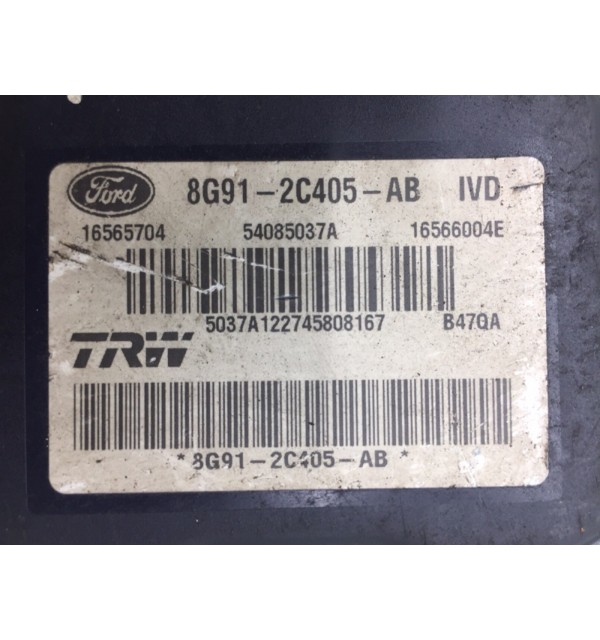 Ford 8G91-2C405-AB IVD
16565704 54085037A 16566004E
5037A122745808167 B47QA
TRW
*8G91-2C405-AB*